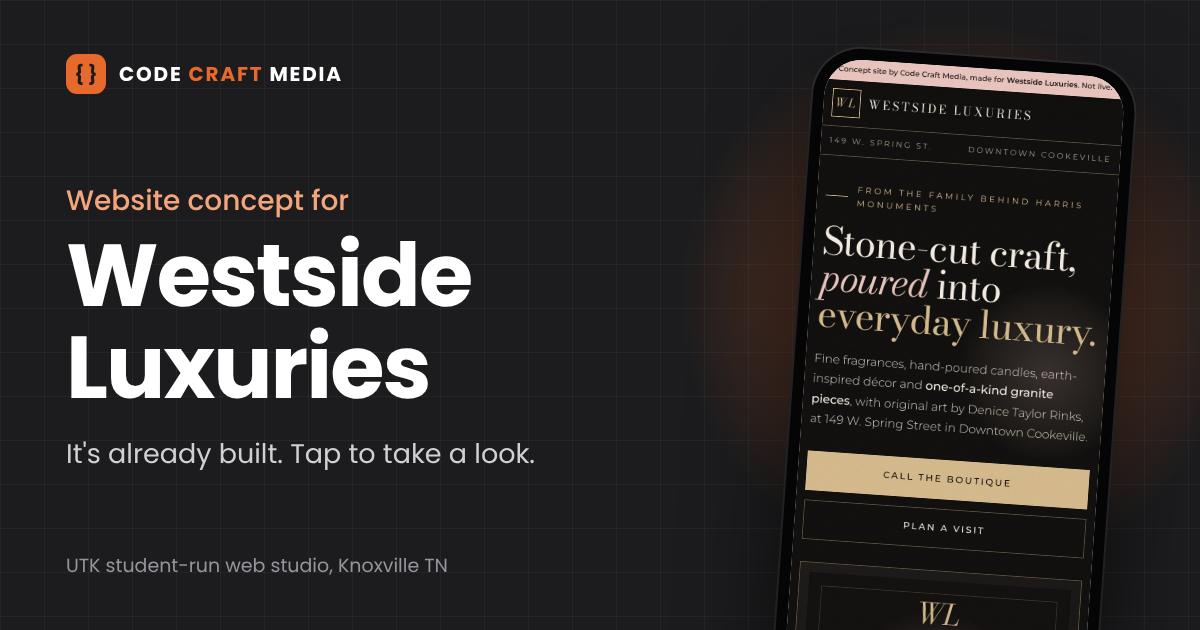 { } CODE CRAFT MEDIA
Website concept for
Westside
Luxuries
It's already built. Tap to take a look.
UTK student-run web studio, Knoxville TN
Concept site by Code Craft Media, made for Westside Luxuries. Not live.
WL WESTSIDE LUXURIES
149 W. SPRING ST. DOWNTOWN COOKEVILLE
FROM THE FAMILY BEHIND HARRIS
MONUMENTS
Stone-cut craft,
poured into
everyday luxury.
Fine fragrances, hand-poured candles, earth-
inspired décor and one-of-a-kind granite
pieces, with original art by Denice Taylor Rinks,
at 149 W. Spring Street in Downtown Cookeville.
CALL THE BOUTIQUE
PLAN A VISIT
WL